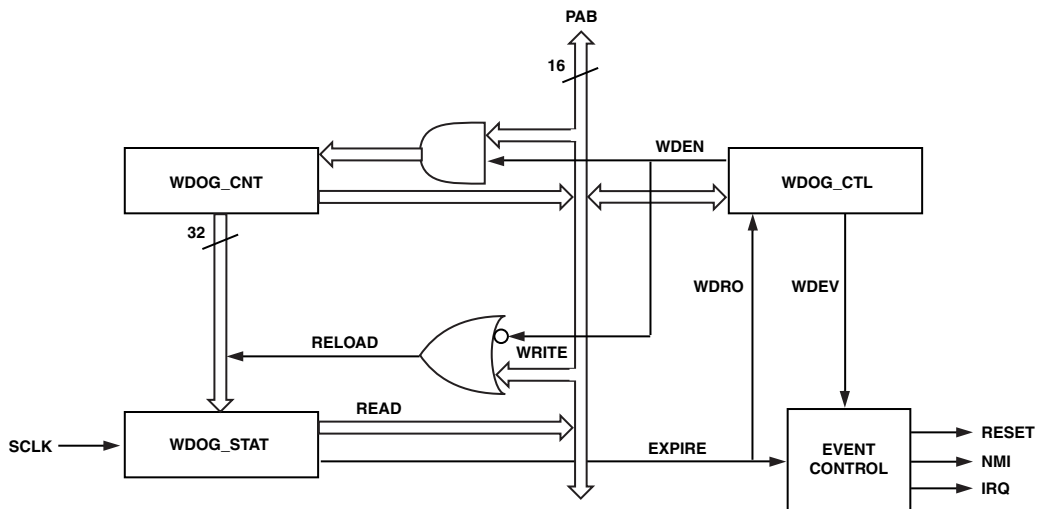 PAB
16
WDEN
WDOG_CNT
WDOG_CTL
32
WDRO
WDEV
RELOAD
WRITE
READ
SCLK
WDOG_STAT
EXPIRE
EVENT
CONTROL
RESET
NMI
IRQ